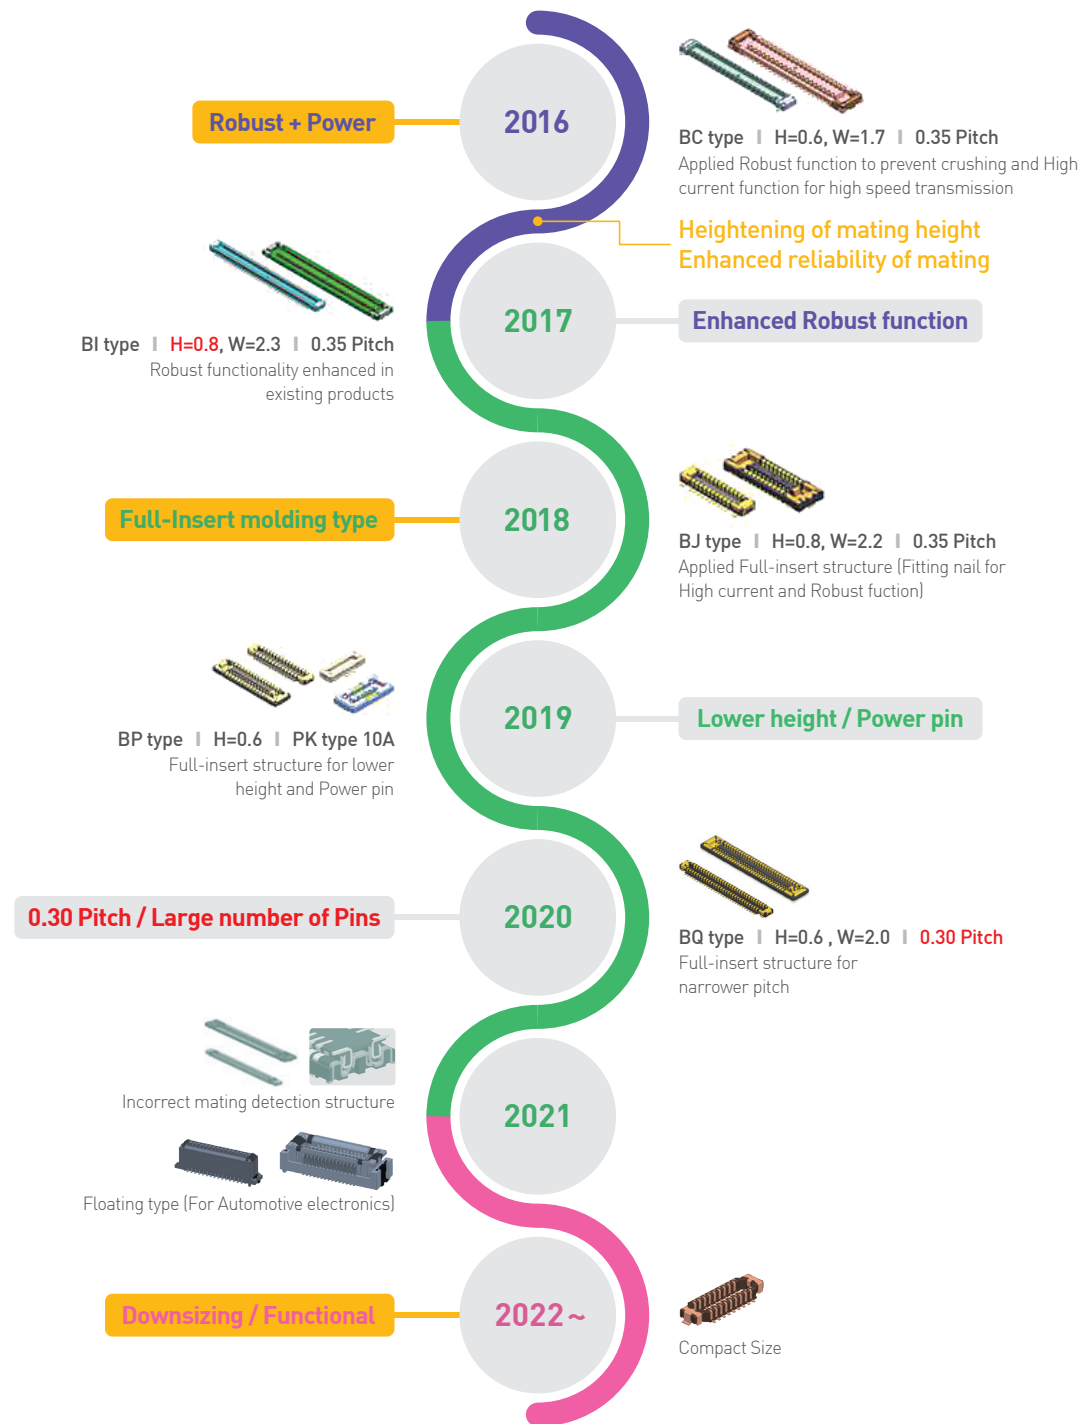 Robust + Power
2016
BC type | H=0.6, W=1.7 | 0.35 Pitch
Applied Robust function to prevent crushing and High
current function for high speed transmission
Heightening of mating height
Enhanced reliability of mating
2017
Enhanced Robust function
BI type | H=0.8, W=2.3 | 0.35 Pitch
Robust functionality enhanced in
existing products
Full-Insert molding type
2018
BJ type | H=0.8, W=2.2 | 0.35 Pitch
Applied Full-insert structure (Fitting nail for
High current and Robust fuction)
2019
Lower height / Power pin
BP type | H=0.6 | PK type 10A
Full-insert structure for lower
height and Power pin
0.30 Pitch / Large number of Pins
2020
BQ type | H=0.6 , W=2.0 | 0.30 Pitch
Full-insert structure for
narrower pitch
Incorrect mating detection structure
2021
Floating type (For Automotive electronics)
Downsizing / Functional
2022~
Compact Size